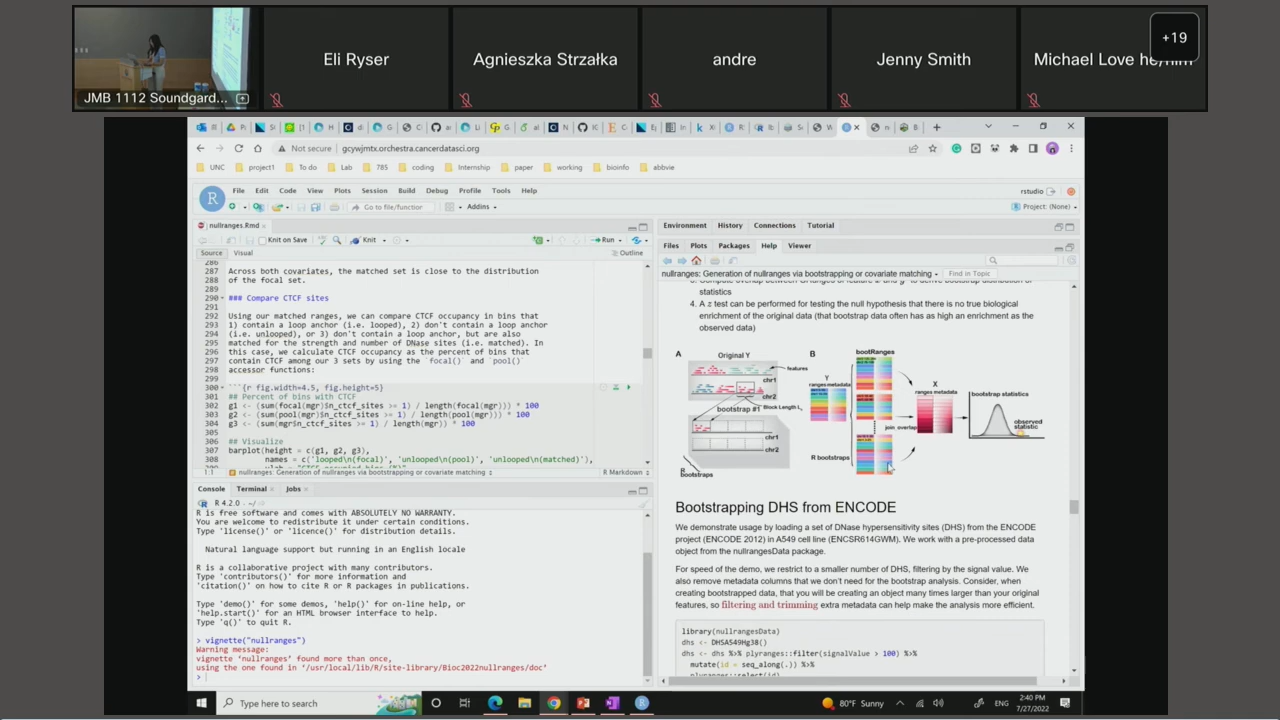 +19
JMB 1112 Soundgard...
Eli Ryser
Agnieszka Strzałka
andre
Jenny Smith
Michael Love he/him
Not secure
gcywjmtx.orchestra.cancerdatasci.org
UNC
project1
To do
Lab
785
coding
Internship
paper
working
bioinfo
abbvie
File
Edit
Code
View
Plots
Session
Build
Debug
Profile
Tools
Help
rstudio
Go to file/function
Addins
Project: (None)
nullranges.Rmd
Knit on Save
Knit
Run
Source
Visual
Outline
286
287 Across both covariates, the matched set is close to the distribution
288 of the focal set.
289
290 ### Compare CTCF sites
291
292 Using our matched ranges, we can compare CTCF occupancy in bins that
293 1) contain a loop anchor (i.e. looped), 2) don't contain a loop anchor
294 (i.e. unlooped), or 3) don't contain a loop anchor, but are also
295 matched for the strength and number of DNase sites (i.e. matched). In
296 this case, we calculate CTCF occupancy as the percent of bins that
297 contain CTCF among our 3 sets by using the `focal()` and `pool()`
298 accessor functions:
299
300 ```{r fig.width=4.5, fig.height=5}
301 ## Percent of bins with CTCF
302 g1 <- (sum(focal(mgr)$n_ctcf_sites >= 1) / length(focal(mgr))) * 100
303 g2 <- (sum(pool(mgr)$n_ctcf_sites >= 1) / length(pool(mgr))) * 100
304 g3 <- (sum(mgr$n_ctcf_sites >= 1) / length(mgr)) * 100
305
306 ## Visualize
307 barplot(height = c(g1, g2, g3),
308 names = c('looped\n(focal)', 'unlooped\n(pool)', 'unlooped\n(matched)'),
90:1
nullranges: Generation of nullranges via bootstrapping or covariate matching
R Markdown
Console
Terminal
Jobs
R 4.2.0 · ~/
R is free software and comes with ABSOLUTELY NO WARRANTY.
You are welcome to redistribute it under certain conditions.
Type 'license()' or 'licence()' for distribution details.
Natural language support but running in an English locale
R is a collaborative project with many contributors.
Type 'contributors()' for more information and
'citation()' on how to cite R or R packages in publications.
Type 'demo()' for some demos, 'help()' for on-line help, or
'help.start()' for an HTML browser interface to help.
Type 'q()' to quit R.
> vignette("nullranges")
Warning message:
vignette ‘nullranges’ found more than once,
using the one found in ‘/usr/local/lib/R/site-library/Bioc2022nullranges/doc’
>
Environment
History
Connections
Tutorial
Files
Plots
Packages
Help
Viewer
nullranges: Generation of nullranges via bootstrapping or covariate matching
Find in Topic
statistics
4. A z test can be performed for testing the null hypothesis that there is no true biological
enrichment of the original data (that bootstrap data often has as high an enrichment as the
observed data)
A
Original Y
features
chr1
chr2
bootstrap #1
Block Length L
chr1
chr2
R
bootstraps
B
bootRanges
Y
ranges metadata
X
ranges metadata
join overlap
R bootstraps
bootstrap statistics
observed
statistic
Bootstrapping DHS from ENCODE
We demonstrate usage by loading a set of DNase hypersensitivity sites (DHS) from the ENCODE
project (ENCODE 2012) in A549 cell line (ENCSR614GWM). We work with a pre-processed data
object from the nullrangesData package.
For speed of the demo, we restrict to a smaller number of DHS, filtering by the signal value. We
also remove metadata columns that we don't need for the bootstrap analysis. Consider, when
creating bootstrapped data, that you will be creating an object many times larger than your original
features, so filtering and trimming extra metadata can help make the analysis more efficient.
library(nullrangesData)
dhs <- DHSA549Hg38()
dhs <- dhs %>% plyranges::filter(signalValue > 100) %>%
mutate(id = seq_along(.)) %>%
plyranges::select(id
Type here to search
80°F Sunny
ENG
2:40 PM
7/27/2022